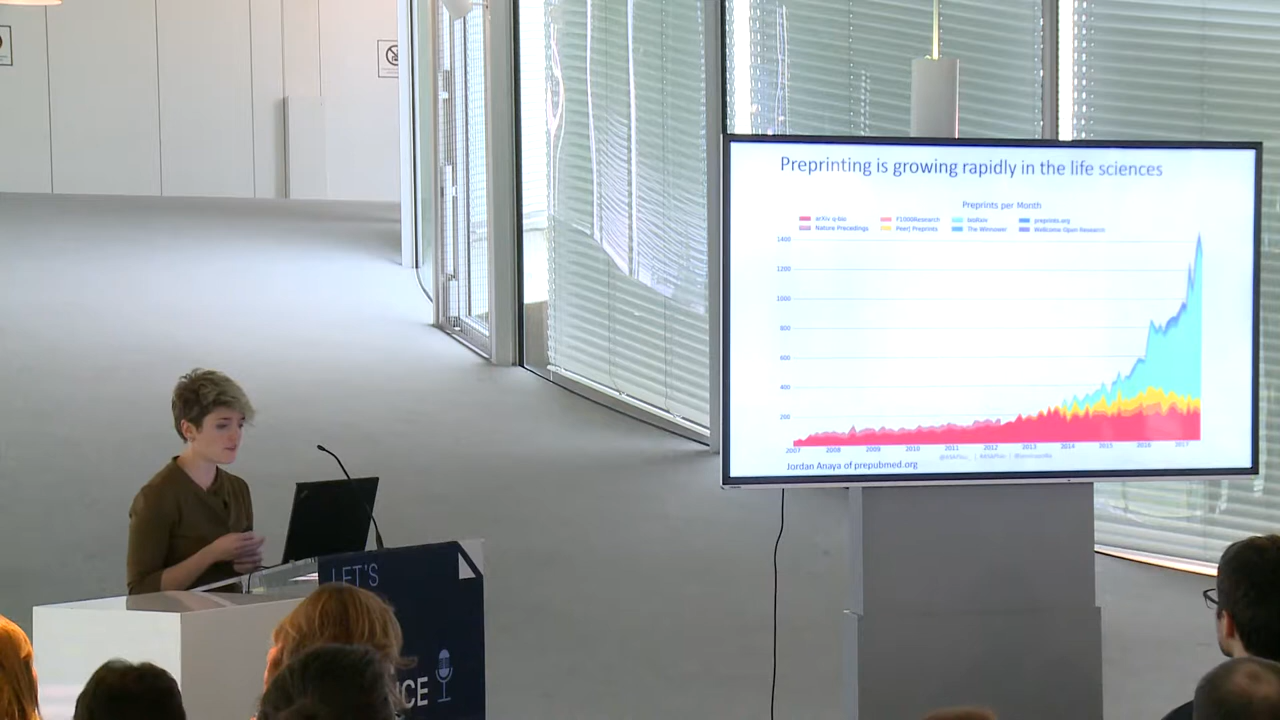 Preprinting is growing rapidly in the life sciences
Preprints per Month
arXiv q-bio F1000Research bioRxiv preprints.org
Nature Precedings PeerJ Preprints The Winnower Wellcome Open Research
1400
1200
1000
800
600
400
200
2007 2008 2009 2010 2011 2012 2013 2014 2015 2016 2017
Jordan Anaya of prepubmed.org
LET'S